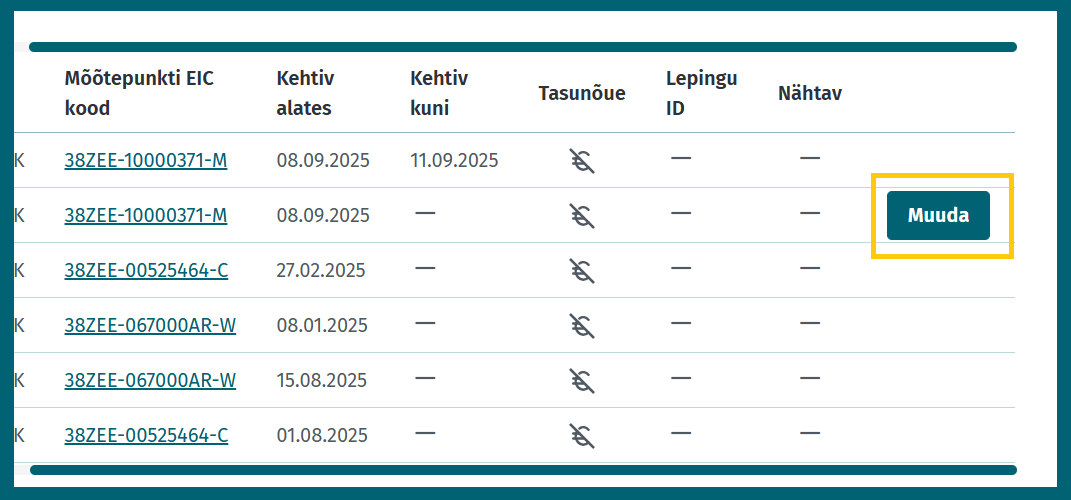 Mõõtepunkti EIC kood Kehtiv alates Kehtiv kuni Tasunõue Lepingu ID Nähtav
K 38ZEE-10000371-M 08.09.2025 11.09.2025 — —
K 38ZEE-10000371-M 08.09.2025 — — — Muuda
K 38ZEE-00525464-C 27.02.2025 — — —
K 38ZEE-067000AR-W 08.01.2025 — — —
K 38ZEE-067000AR-W 15.08.2025 — — —
K 38ZEE-00525464-C 01.08.2025 — — —